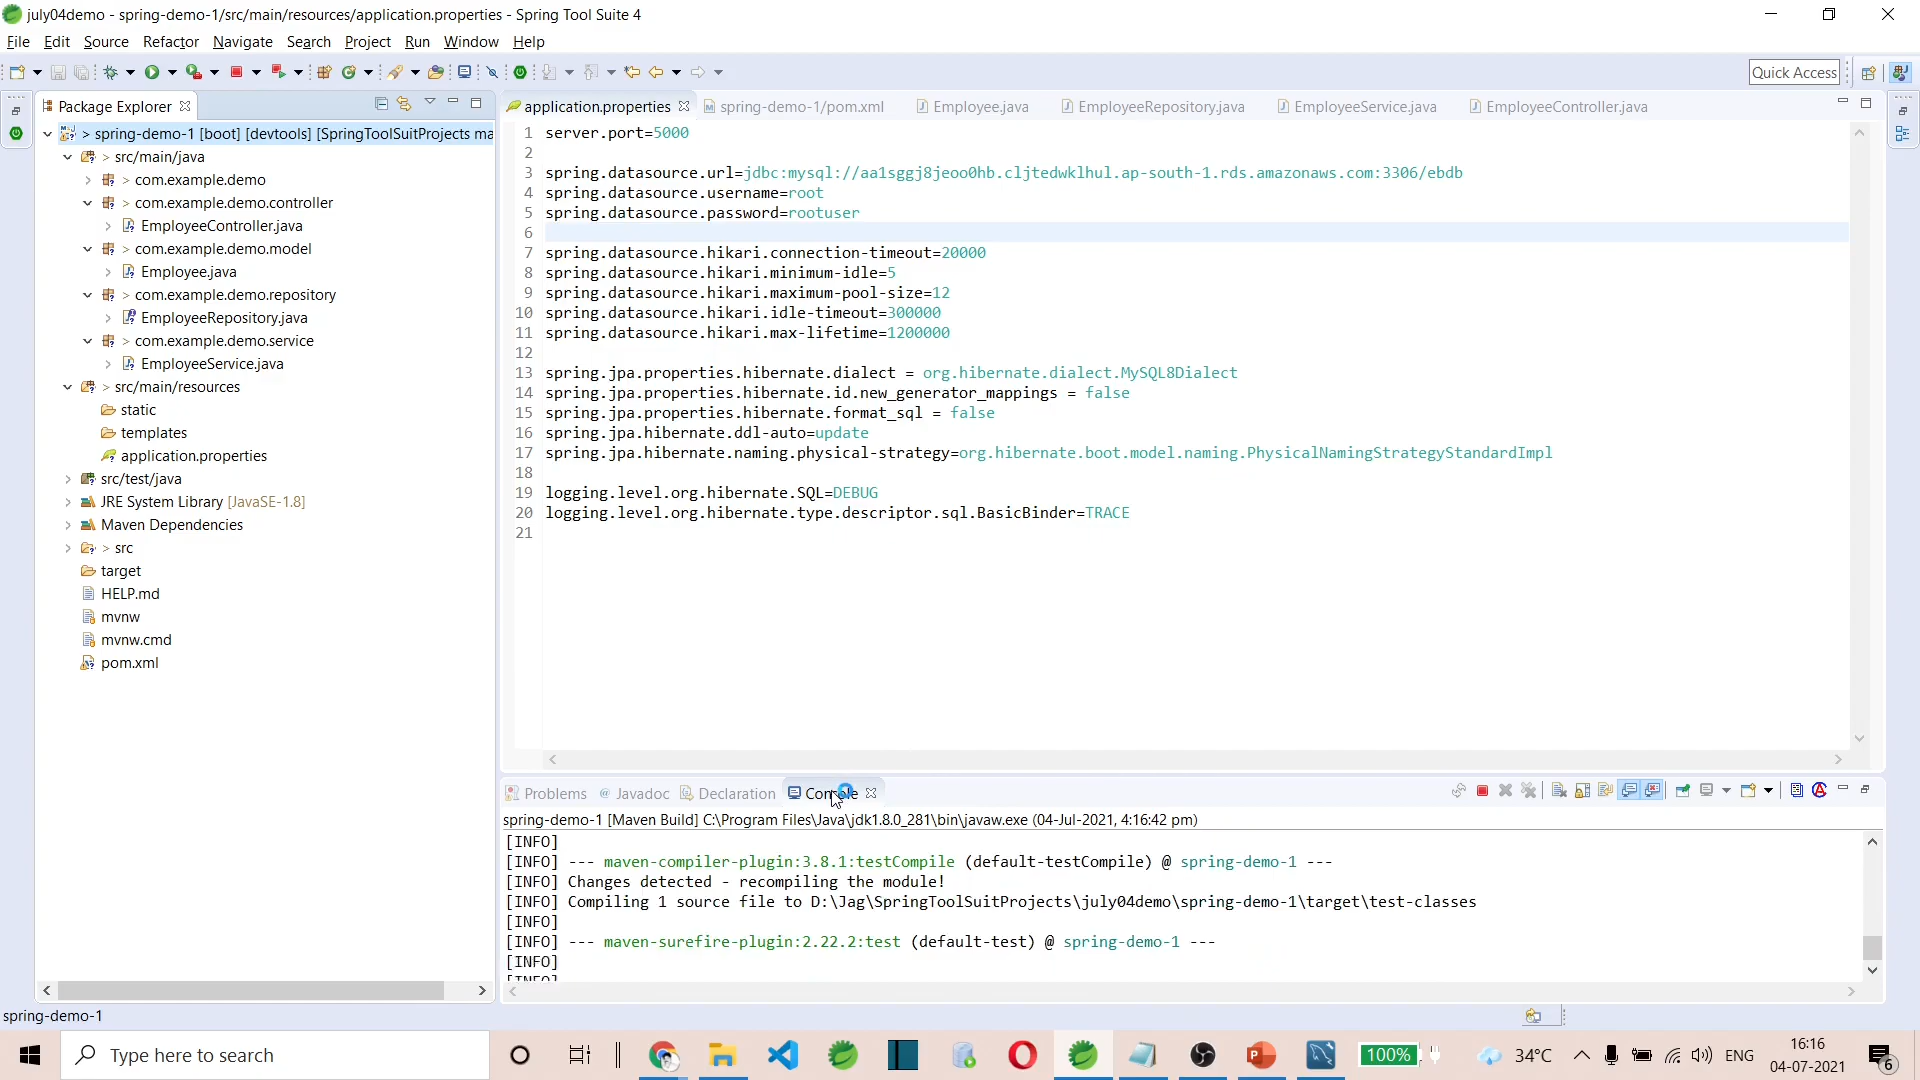 july04demo - spring-demo-1/src/main/resources/application.properties - Spring Tool Suite 4
File Edit Source Refactor Navigate Search Project Run Window Help
Quick Access
Package Explorer
> spring-demo-1 [boot] [devtools] [SpringToolSuitProjects ma
> src/main/java
> com.example.demo
> com.example.demo.controller
EmployeeController.java
> com.example.demo.model
Employee.java
> com.example.demo.repository
EmployeeRepository.java
> com.example.demo.service
EmployeeService.java
> src/main/resources
static
templates
application.properties
src/test/java
JRE System Library [JavaSE-1.8]
Maven Dependencies
> src
target
HELP.md
mvnw
mvnw.cmd
pom.xml
application.properties spring-demo-1/pom.xml Employee.java EmployeeRepository.java EmployeeService.java EmployeeController.java
1 server.port=5000
2
3 spring.datasource.url=jdbc:mysql://aa1sggj8jeoo0hb.cljtedwklhul.ap-south-1.rds.amazonaws.com:3306/ebdb
4 spring.datasource.username=root
5 spring.datasource.password=rootuser
6
7 spring.datasource.hikari.connection-timeout=20000
8 spring.datasource.hikari.minimum-idle=5
9 spring.datasource.hikari.maximum-pool-size=12
10 spring.datasource.hikari.idle-timeout=300000
11 spring.datasource.hikari.max-lifetime=1200000
12
13 spring.jpa.properties.hibernate.dialect = org.hibernate.dialect.MySQL8Dialect
14 spring.jpa.properties.hibernate.id.new_generator_mappings = false
15 spring.jpa.properties.hibernate.format_sql = false
16 spring.jpa.hibernate.ddl-auto=update
17 spring.jpa.hibernate.naming.physical-strategy=org.hibernate.boot.model.naming.PhysicalNamingStrategyStandardImpl
18
19 logging.level.org.hibernate.SQL=DEBUG
20 logging.level.org.hibernate.type.descriptor.sql.BasicBinder=TRACE
21
Problems Javadoc Declaration Console
spring-demo-1 [Maven Build] C:\Program Files\Java\jdk1.8.0_281\bin\javaw.exe (04-Jul-2021, 4:16:42 pm)
[INFO]
[INFO] --- maven-compiler-plugin:3.8.1:testCompile (default-testCompile) @ spring-demo-1 ---
[INFO] Changes detected - recompiling the module!
[INFO] Compiling 1 source file to D:\Jag\SpringToolSuitProjects\july04demo\spring-demo-1\target\test-classes
[INFO]
[INFO] --- maven-surefire-plugin:2.22.2:test (default-test) @ spring-demo-1 ---
[INFO]
[INFO]
spring-demo-1
Type here to search
100%
34°C
ENG
16:16
04-07-2021
6